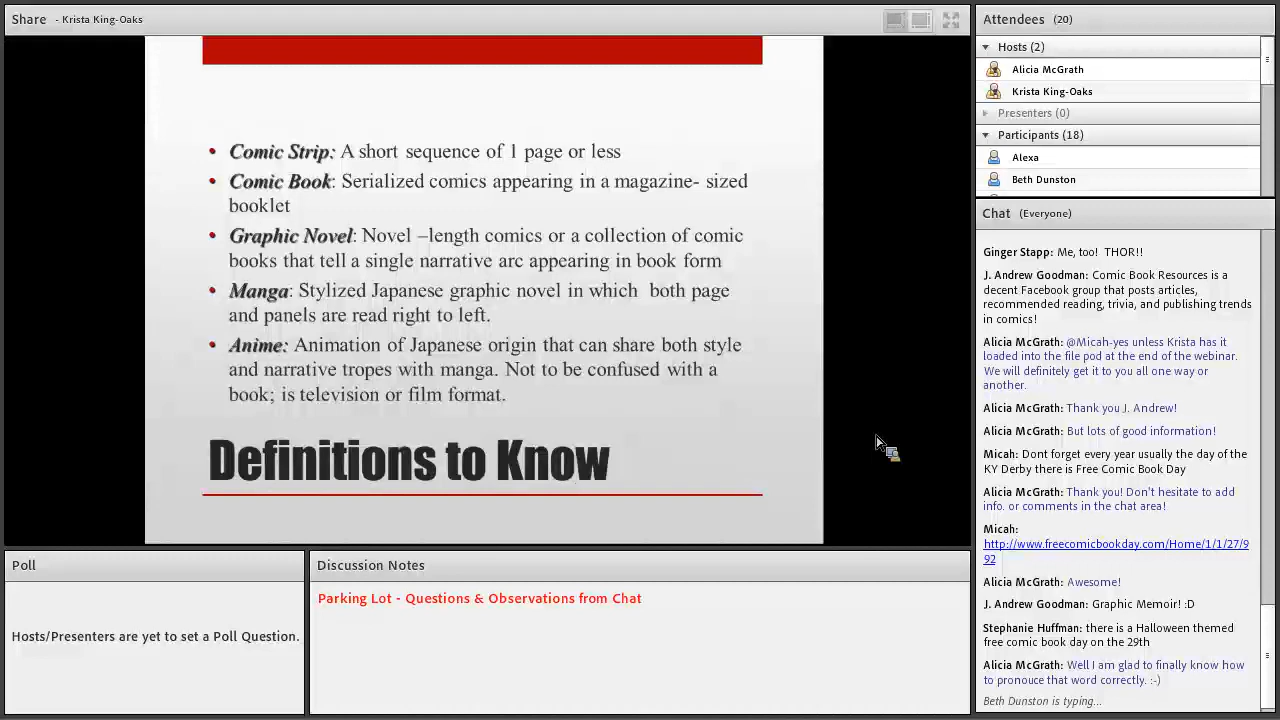 Share - Krista King-Oaks
• Comic Strip: A short sequence of 1 page or less
• Comic Book: Serialized comics appearing in a magazine- sized
booklet
• Graphic Novel: Novel –length comics or a collection of comic
books that tell a single narrative arc appearing in book form
• Manga: Stylized Japanese graphic novel in which both page
and panels are read right to left.
• Anime: Animation of Japanese origin that can share both style
and narrative tropes with manga. Not to be confused with a
book; is television or film format.
Definitions to Know
Poll
Hosts/Presenters are yet to set a Poll Question.
Discussion Notes
Parking Lot - Questions & Observations from Chat
Attendees (20)
Hosts (2)
Alicia McGrath
Krista King-Oaks
Presenters (0)
Participants (18)
Alexa
Beth Dunston
Chat (Everyone)
Ginger Stapp: Me, too! THOR!!
J. Andrew Goodman: Comic Book Resources is a
decent Facebook group that posts articles,
recommended reading, trivia, and publishing trends
in comics!
Alicia McGrath: @Micah-yes unless Krista has it
loaded into the file pod at the end of the webinar.
We will definitely get it to you all one way or
another.
Alicia McGrath: Thank you J. Andrew!
Alicia McGrath: But lots of good information!
Micah: Dont forget every year usually the day of the
KY Derby there is Free Comic Book Day
Alicia McGrath: Thank you! Don't hesitate to add
info. or comments in the chat area!
Micah:
http://www.freecomicbookday.com/Home/1/1/27/9
92
Alicia McGrath: Awesome!
J. Andrew Goodman: Graphic Memoir! :D
Stephanie Huffman: there is a Halloween themed
free comic book day on the 29th
Alicia McGrath: Well I am glad to finally know how
to pronouce that word correctly. :-)
Beth Dunston is typing...